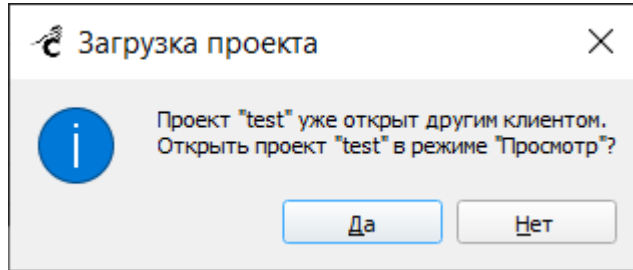 Загрузка проекта
Проект "test" уже открыт другим клиентом.
Открыть проект "test" в режиме "Просмотр"?
Да
Нет